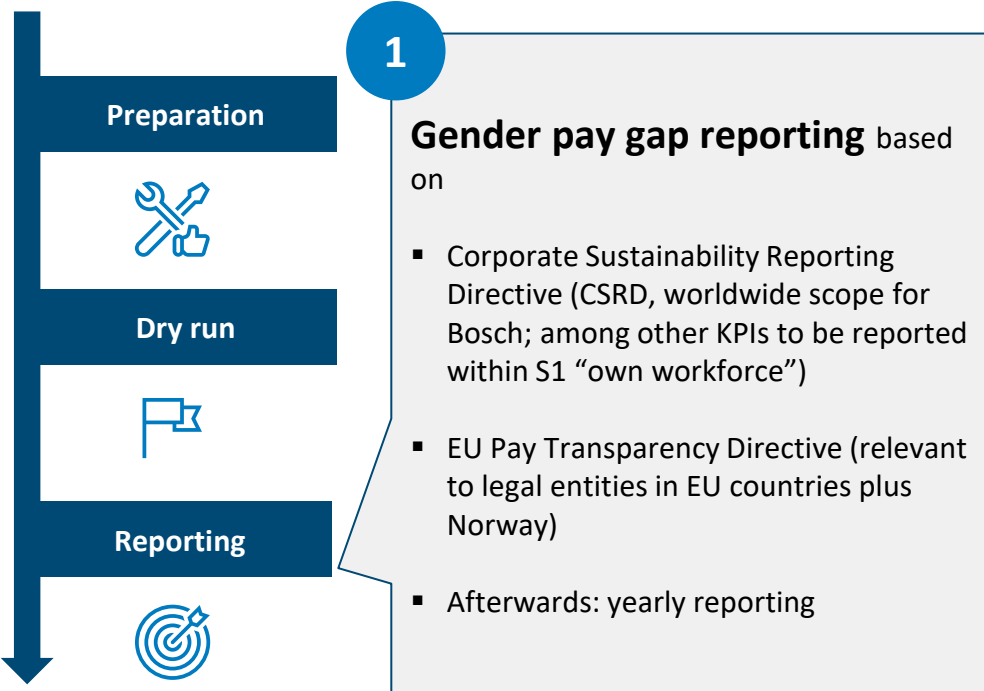 Preparation
Dry run
Reporting
1
Gender pay gap reporting based
on
▪ Corporate Sustainability Reporting
Directive (CSRD, worldwide scope for
Bosch; among other KPIs to be reported
within S1 “own workforce”)
▪ EU Pay Transparency Directive (relevant
to legal entities in EU countries plus
Norway)
▪ Afterwards: yearly reporting